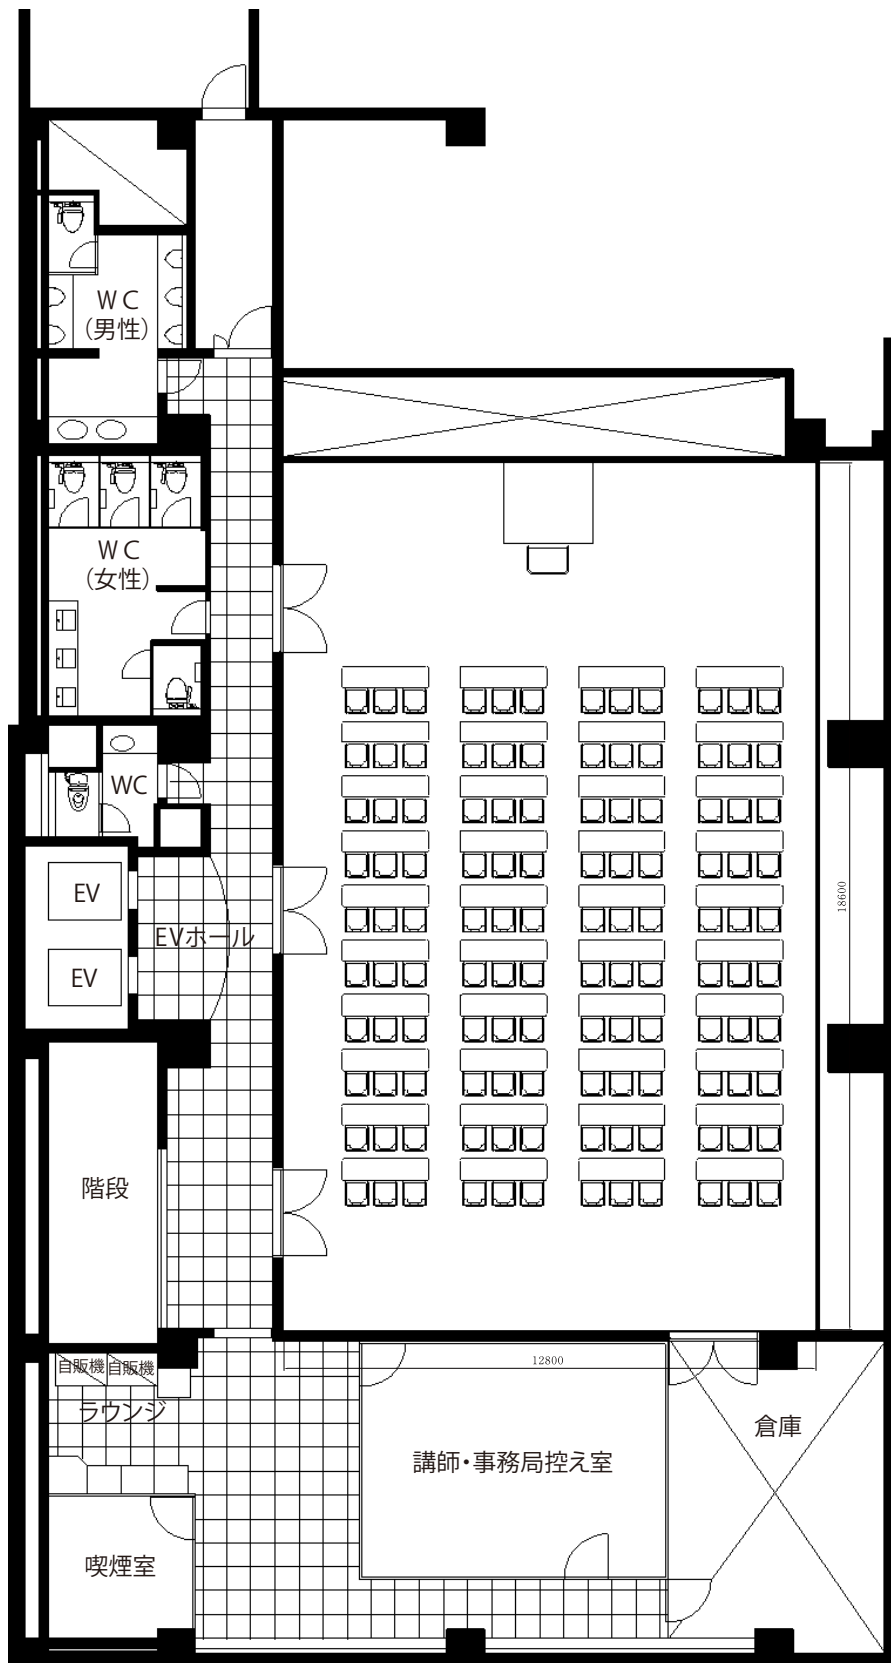 WC
(男性)
WC
(女性)
WC
EV
EVホール
EV
18600
階段
自販機
自販機
ラウンジ
12800
講師・事務局控え室
倉庫
喫煙室